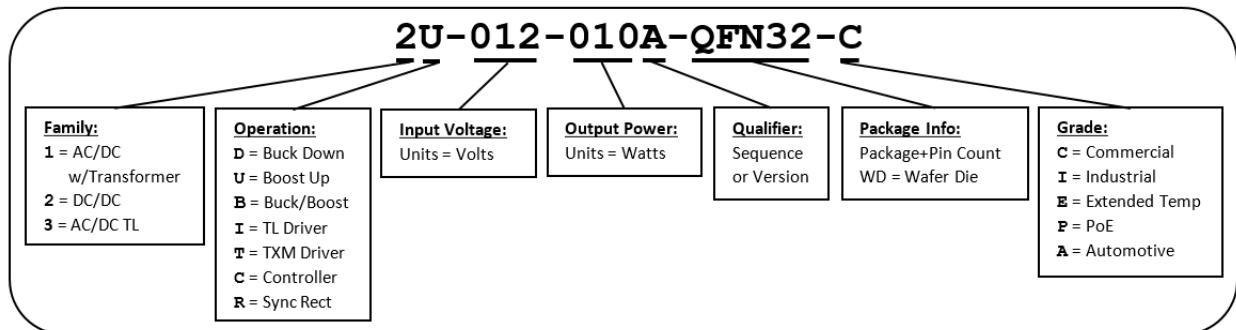 2U-012-010A-QFN32-C
Family:
1 = AC/DC
w/Transformer
2 = DC/DC
3 = AC/DC TL
Operation:
D = Buck Down
U = Boost Up
B = Buck/Boost
I = TL Driver
T = TXM Driver
C = Controller
R = Sync Rect
Input Voltage:
Units = Volts
Output Power:
Units = Watts
Qualifier:
Sequence
or Version
Package Info:
Package+Pin Count
WD = Wafer Die
Grade:
C = Commercial
I = Industrial
E = Extended Temp
P = PoE
A = Automotive